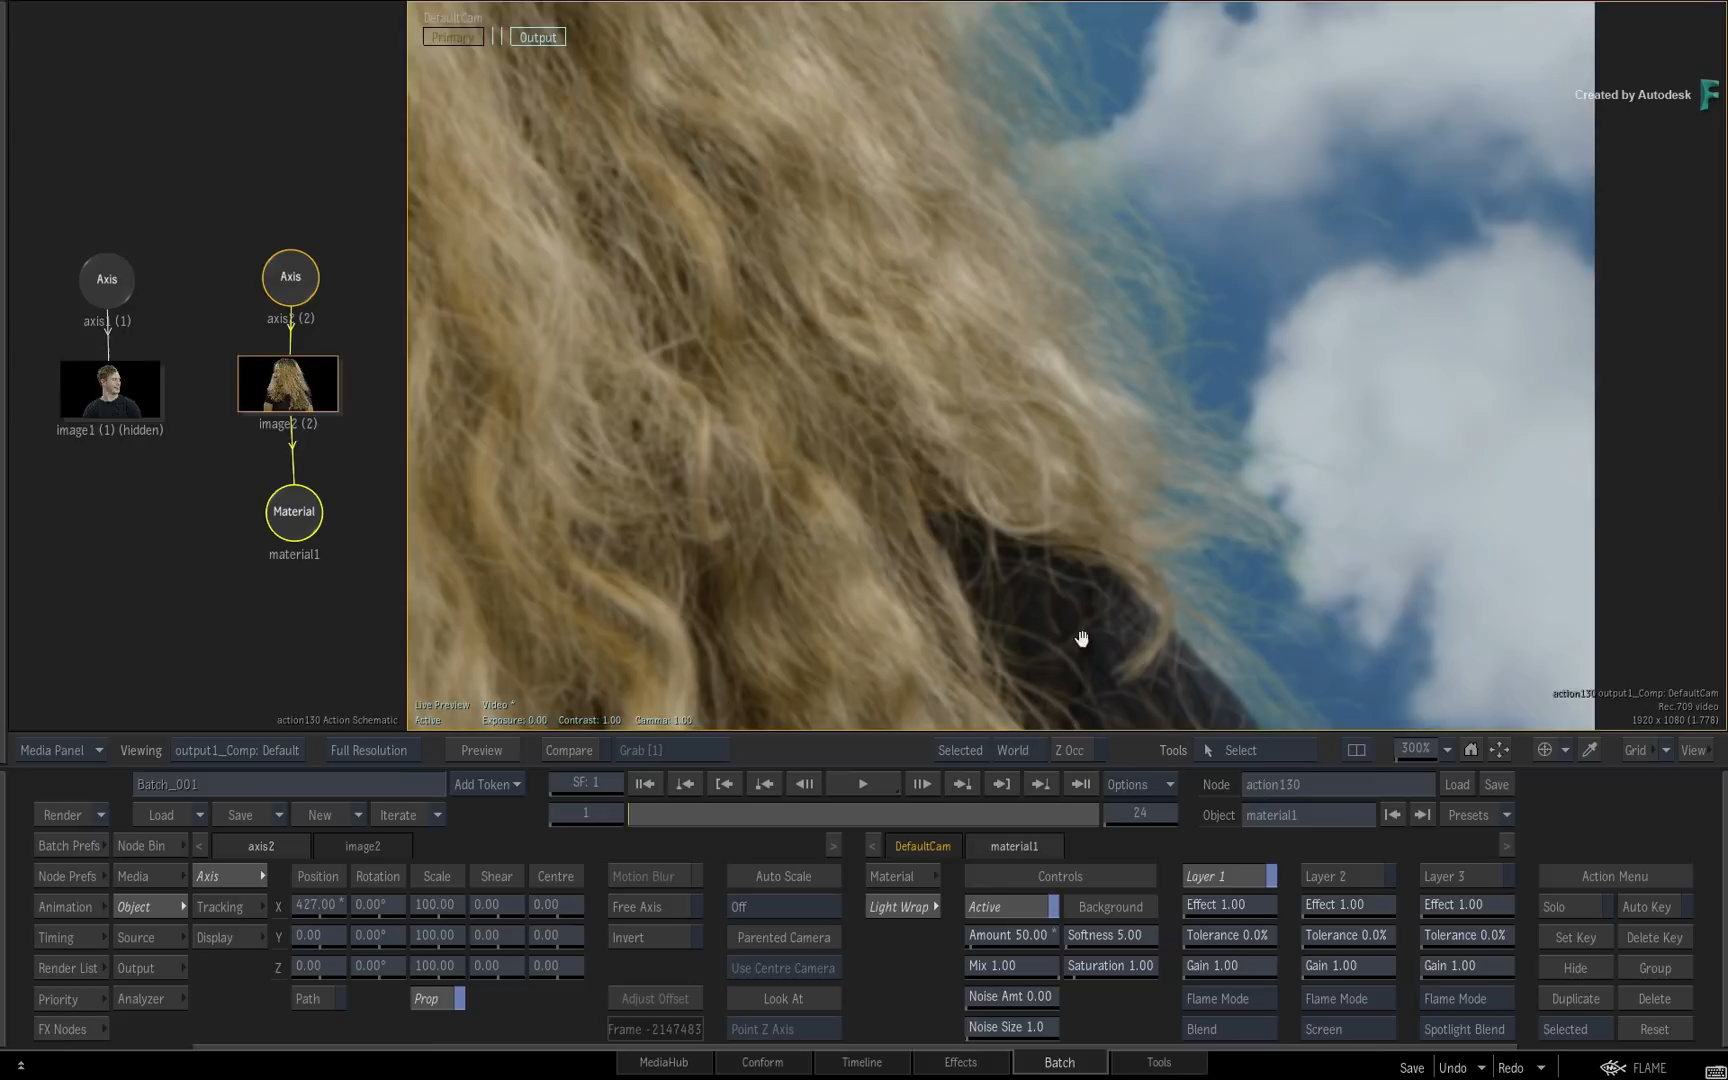 DefaultCam
Primary
Output
Created by Autodesk
Axis
axis1 (1)
image1 (1) (hidden)
Axis
axis2 (2)
image2 (2)
Material
material1
action130 Action Schematic
Live Preview Video *
Active Exposure: 0.00 Contrast: 1.00 Gamma: 1.00
action130 output1_Comp: DefaultCam
Rec.709 video
1920 x 1080 (1.778)
Media Panel Viewing output1_Comp: Default Full Resolution Preview Compare Grab [1] Selected World Z Occ Tools Select 300% Grid View
Batch_001 Add Token SF: 1 Options Node action130 Load Save
Render Load Save New Iterate 1 24 Object material1 Presets
Batch Prefs Node Bin < axis2 image2 > < DefaultCam material1 >
Node Prefs Media Axis Position Rotation Scale Shear Centre Motion Blur Auto Scale Material Controls Layer 1 Layer 2 Layer 3 Action Menu
Animation Object Tracking X 427.00 * 0.00° 100.00 0.00 0.00 Free Axis Off Light Wrap Active Background Effect 1.00 Effect 1.00 Effect 1.00 Solo Auto Key
Timing Source Display Y 0.00 0.00° 100.00 0.00 0.00 Invert Parented Camera Amount 50.00 * Softness 5.00 Tolerance 0.0% Tolerance 0.0% Tolerance 0.0% Set Key Delete Key
Render List Output Z 0.00 0.00° 100.00 0.00 0.00 Use Centre Camera Mix 1.00 Saturation 1.00 Gain 1.00 Gain 1.00 Gain 1.00 Hide Group
Priority Analyzer Path Prop Adjust Offset Look At Noise Amt 0.00 Flame Mode Flame Mode Flame Mode Duplicate Delete
FX Nodes Frame -2147483 Point Z Axis Noise Size 1.0 Blend Screen Spotlight Blend Selected Reset
MediaHub Conform Timeline Effects Batch Tools Save Undo Redo FLAME